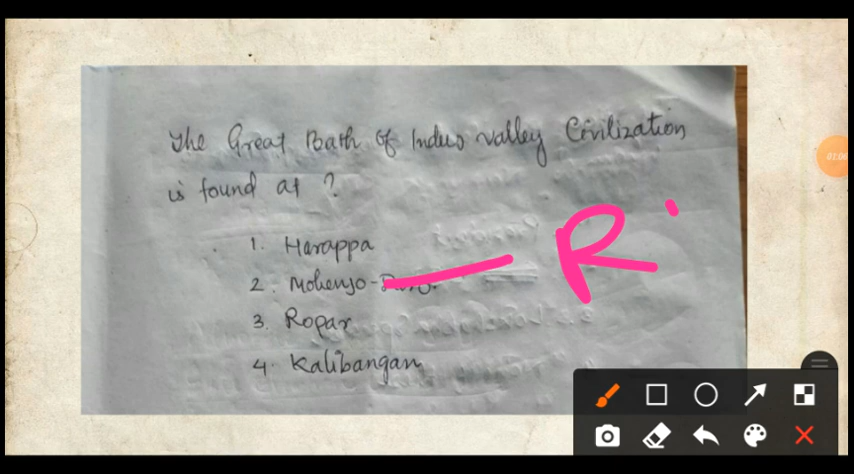 The Great Bath of Indus valley Civilization
is found at ?
1. Harappa
2. Mohenjo-
3. Ropar
4. Kalibangan
R